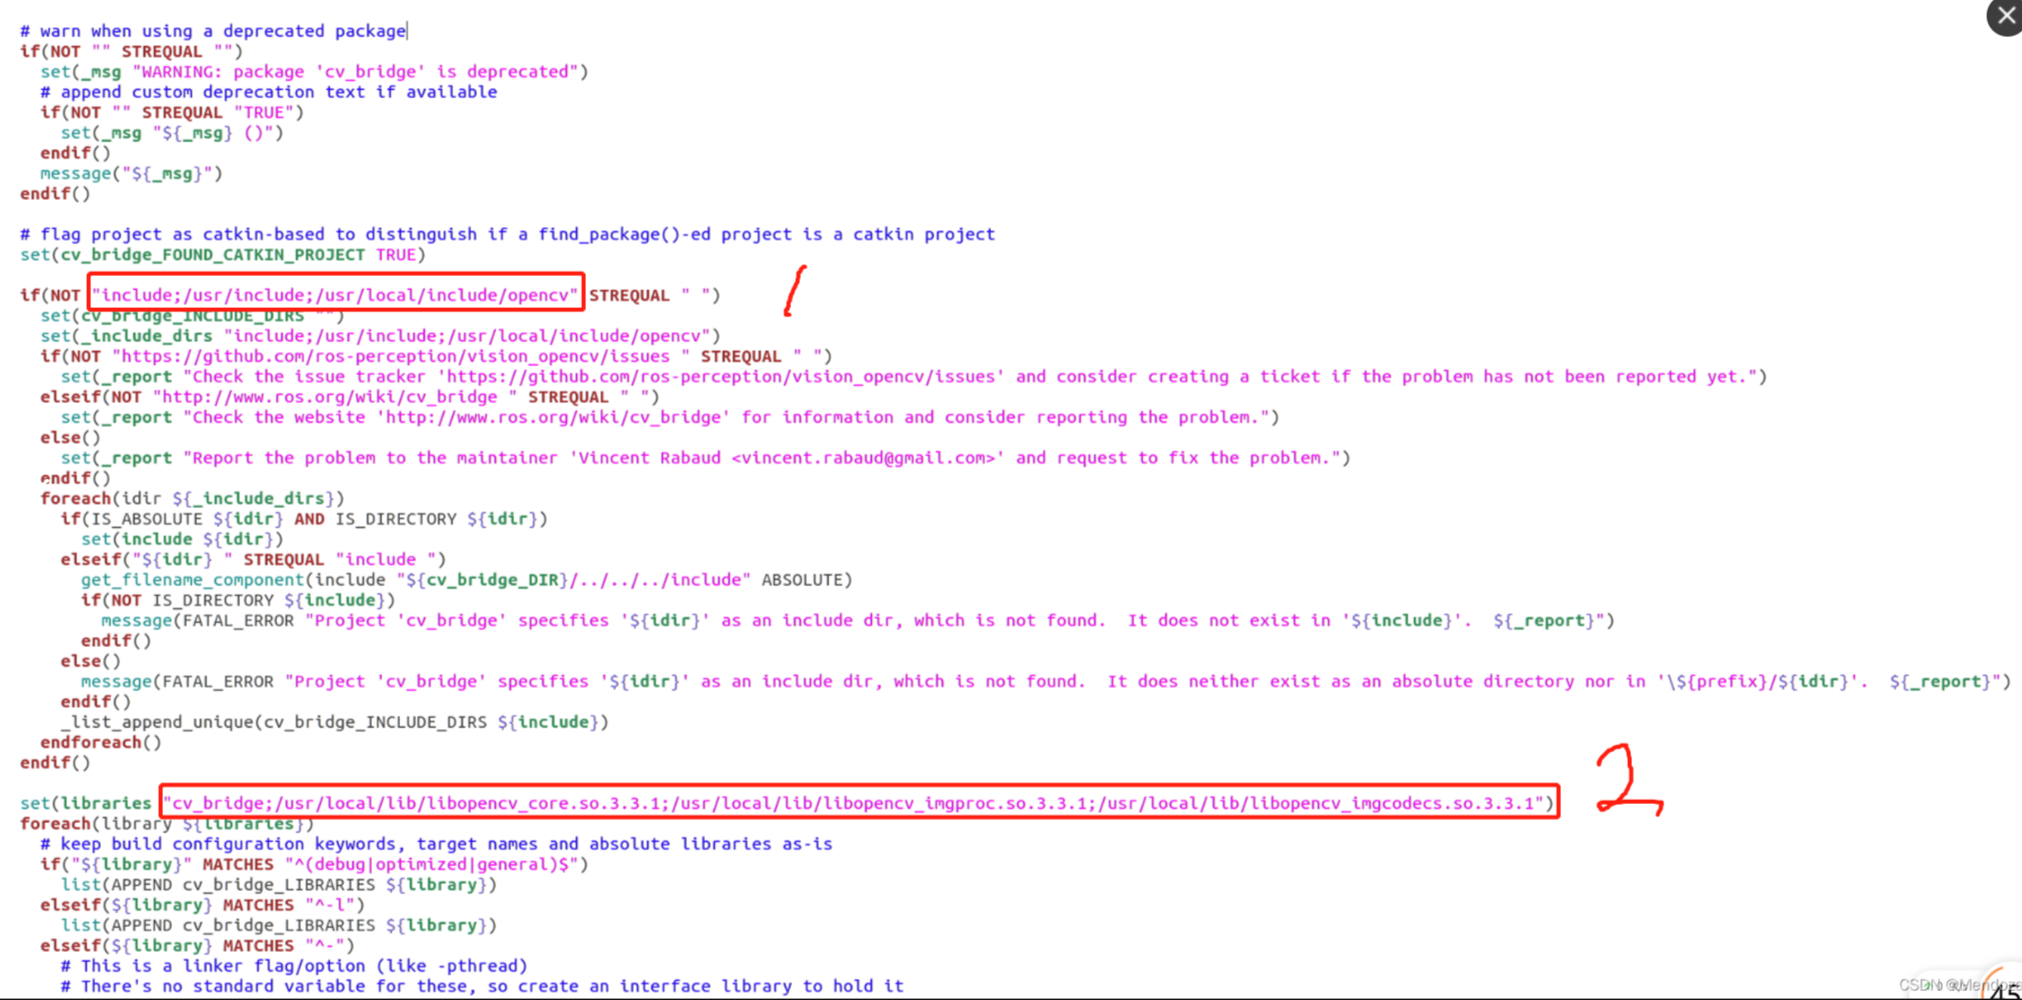 # warn when using a deprecated package
if(NOT "" STREQUAL "")
  set(_msg "WARNING: package 'cv_bridge' is deprecated")
  # append custom deprecation text if available
  if(NOT "" STREQUAL "TRUE")
    set(_msg "${_msg} ()")
  endif()
  message("${_msg}")
endif()

# flag project as catkin-based to distinguish if a find_package()-ed project is a catkin project
set(cv_bridge_FOUND_CATKIN_PROJECT TRUE)

if(NOT "include;/usr/include;/usr/local/include/opencv" STREQUAL " ") 1
  set(cv_bridge_INCLUDE_DIRS "")
  set(_include_dirs "include;/usr/include;/usr/local/include/opencv")
  if(NOT "https://github.com/ros-perception/vision_opencv/issues " STREQUAL " ")
    set(_report "Check the issue tracker 'https://github.com/ros-perception/vision_opencv/issues' and consider creating a ticket if the problem has not been reported yet.")
  elseif(NOT "http://www.ros.org/wiki/cv_bridge " STREQUAL " ")
    set(_report "Check the website 'http://www.ros.org/wiki/cv_bridge' for information and consider reporting the problem.")
  else()
    set(_report "Report the problem to the maintainer 'Vincent Rabaud <vincent.rabaud@gmail.com>' and request to fix the problem.")
  endif()
  foreach(idir ${_include_dirs})
    if(IS_ABSOLUTE ${idir} AND IS_DIRECTORY ${idir})
      set(include ${idir})
    elseif("${idir} " STREQUAL "include ")
      get_filename_component(include "${cv_bridge_DIR}/../../../include" ABSOLUTE)
      if(NOT IS_DIRECTORY ${include})
        message(FATAL_ERROR "Project 'cv_bridge' specifies '${idir}' as an include dir, which is not found.  It does not exist in '${include}'.  ${_report}")
      endif()
    else()
      message(FATAL_ERROR "Project 'cv_bridge' specifies '${idir}' as an include dir, which is not found.  It does neither exist as an absolute directory nor in '\${prefix}/${idir}'.  ${_report}")
    endif()
    _list_append_unique(cv_bridge_INCLUDE_DIRS ${include})
  endforeach()
endif()

set(libraries "cv_bridge;/usr/local/lib/libopencv_core.so.3.3.1;/usr/local/lib/libopencv_imgproc.so.3.3.1;/usr/local/lib/libopencv_imgcodecs.so.3.3.1") 2
foreach(library ${libraries})
  # keep build configuration keywords, target names and absolute libraries as-is
  if("${library}" MATCHES "^(debug|optimized|general)$")
    list(APPEND cv_bridge_LIBRARIES ${library})
  elseif(${library} MATCHES "^-l")
    list(APPEND cv_bridge_LIBRARIES ${library})
  elseif(${library} MATCHES "^-")
    # This is a linker flag/option (like -pthread)
    # There's no standard variable for these, so create an interface library to hold it
CSDN
45